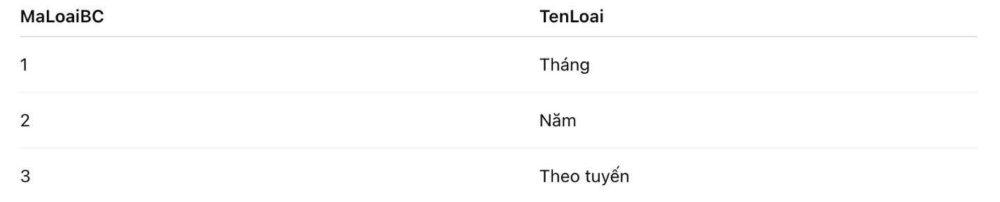 MaLoaiBC TenLoai
1 Tháng
2 Năm
3 Theo tuyến